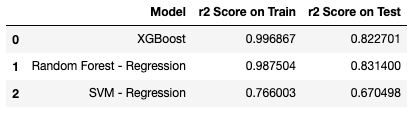 Model r2 Score on Train r2 Score on Test
0 XGBoost 0.996867 0.822701
1 Random Forest - Regression 0.987504 0.831400
2 SVM - Regression 0.766003 0.670498